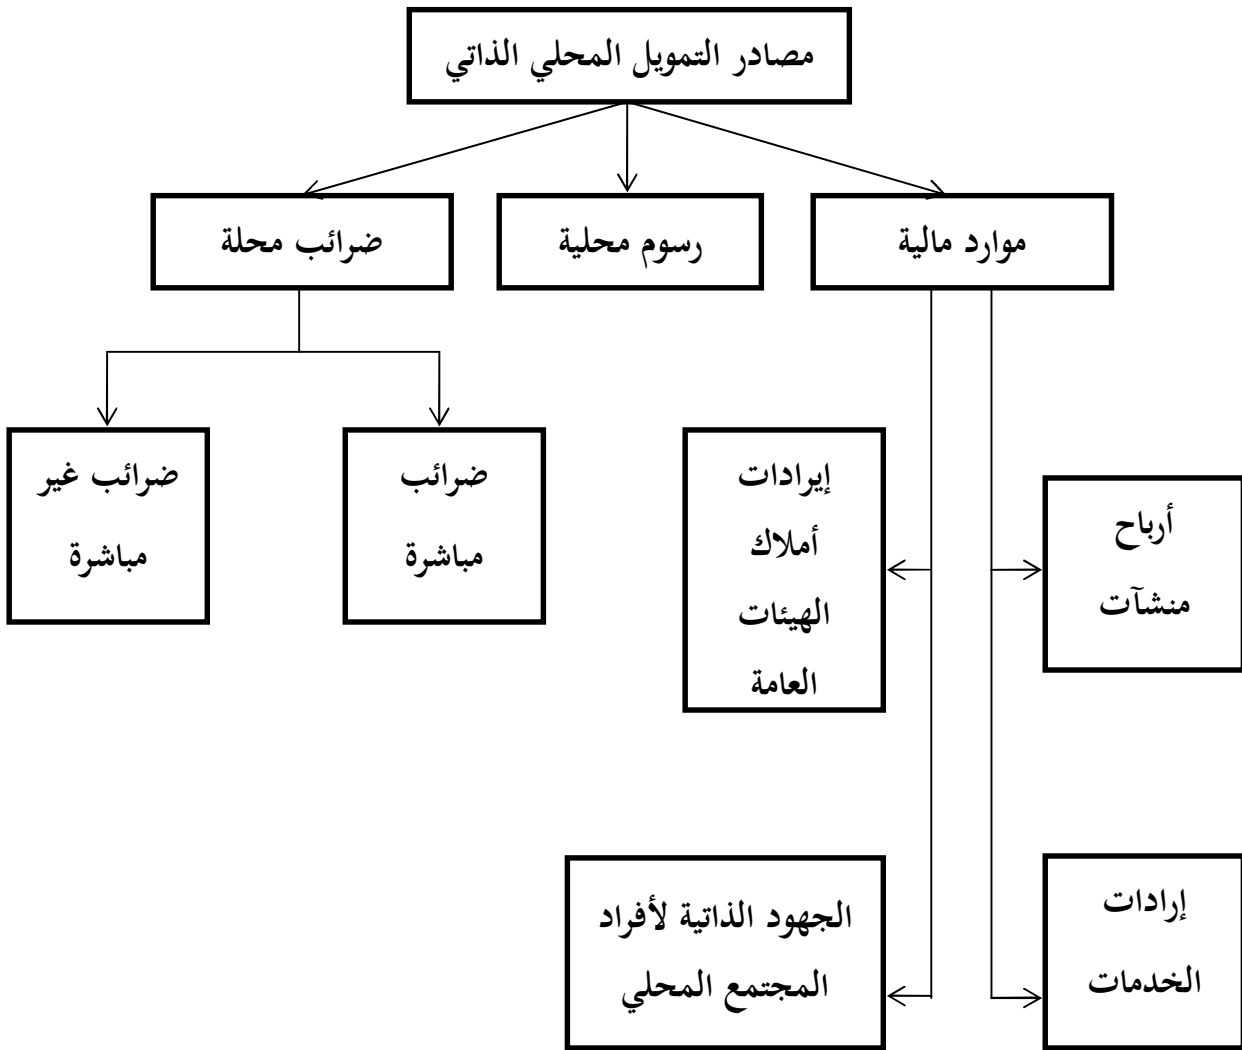 مصادر التمويل المحلي الذاتي
موارد مالية
رسوم محلية
ضرائب محلة
أرباح
منشآت
إيرادات
أملاك
الهيئات
العامة
ضرائب
مباشرة
ضرائب غير
مباشرة
إرادات
الخدمات
الجهود الذاتية لأفراد
المجتمع المحلي